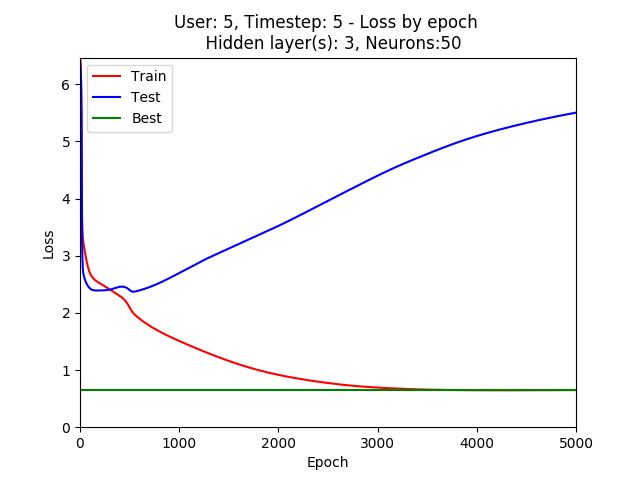 User: 5, Timestep: 5 - Loss by epoch
Hidden layer(s): 3, Neurons:50
Train
Test
Best
6
5
4
3
2
1
0
Loss
0 1000 2000 3000 4000 5000
Epoch